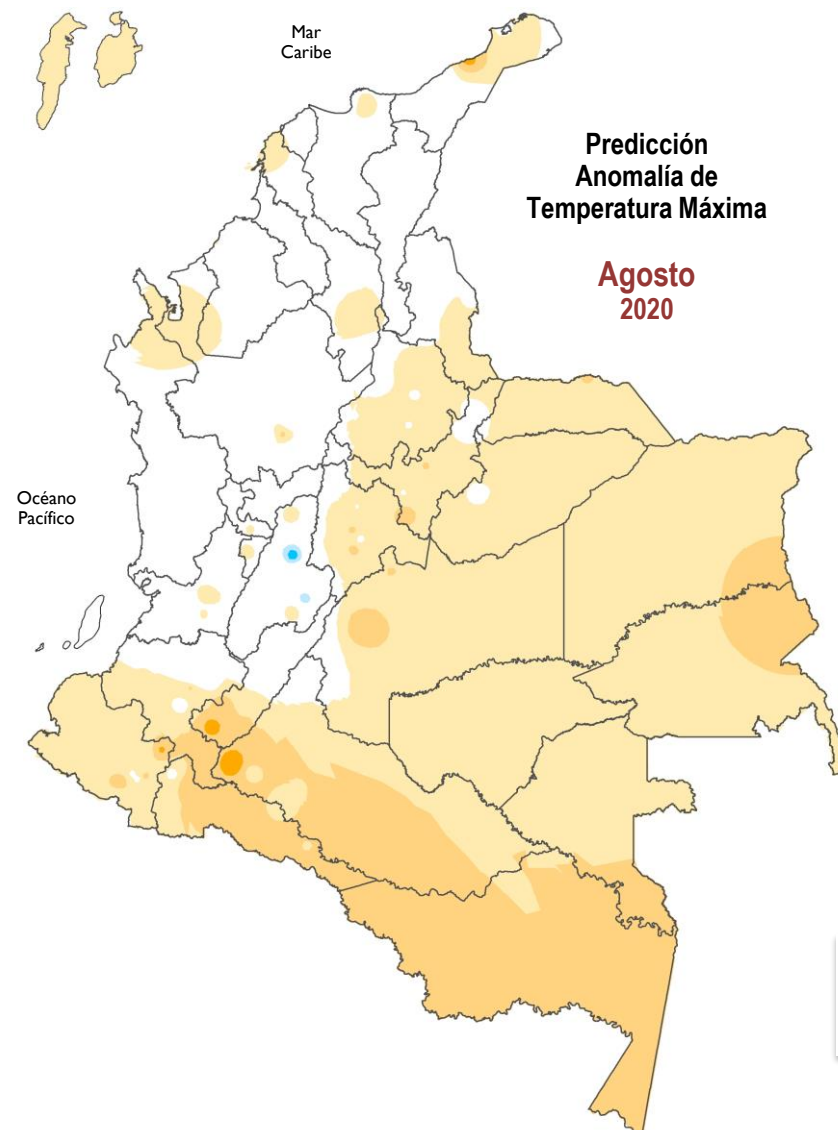 Mar
Caribe
Predicción
Anomalía de
Temperatura Máxima
Agosto
2020
Océano
Pacífico